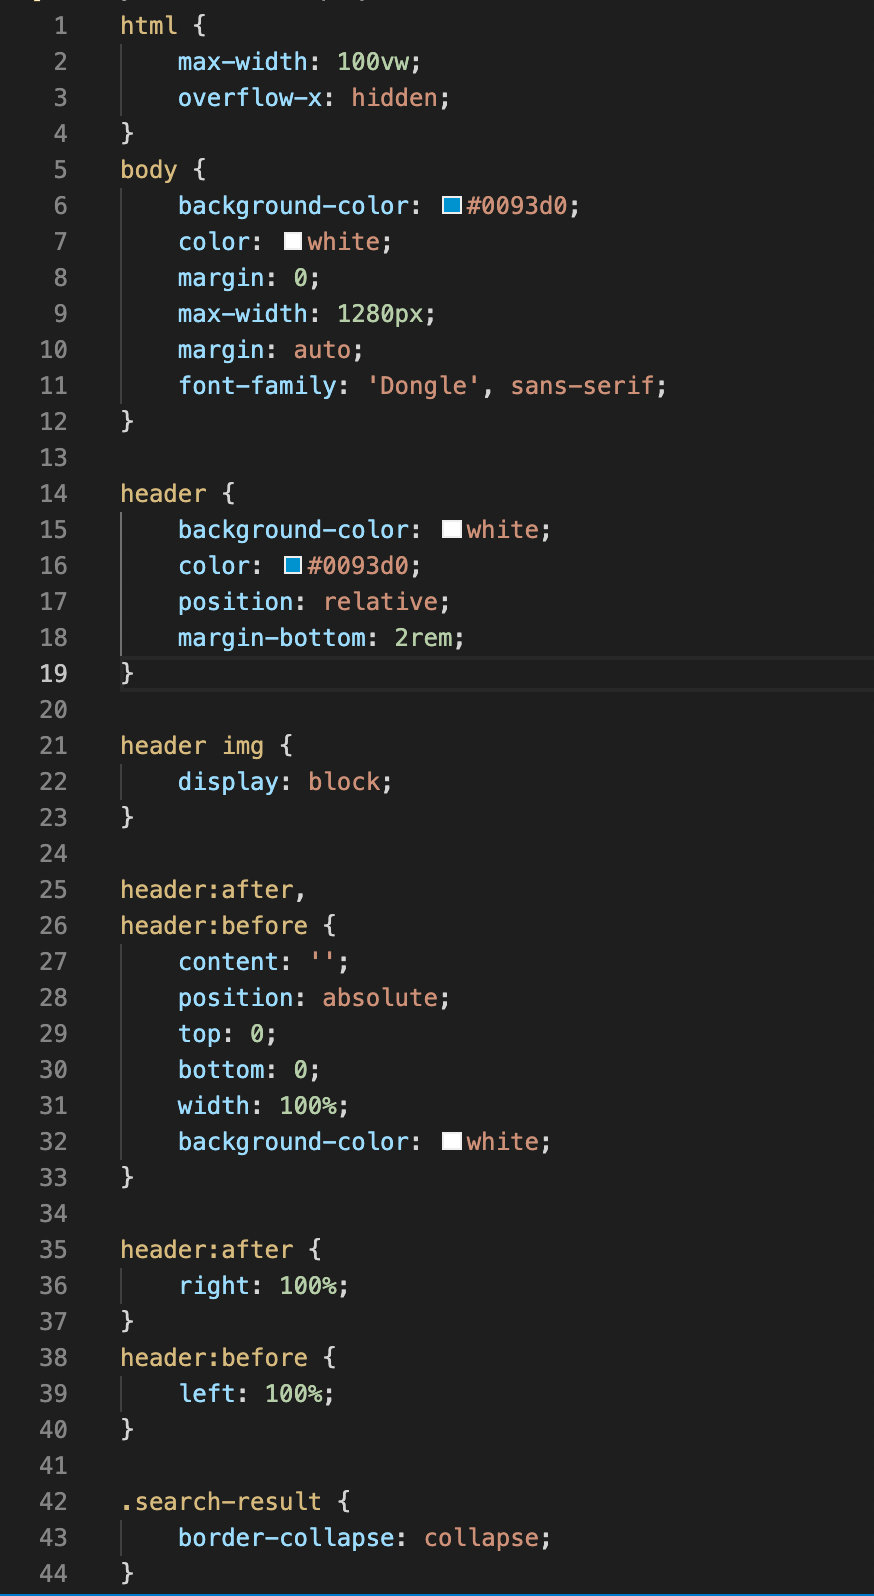 1 html {
2     max-width: 100vw;
3     overflow-x: hidden;
4 }
5 body {
6     background-color: #0093d0;
7     color: white;
8     margin: 0;
9     max-width: 1280px;
10     margin: auto;
11     font-family: 'Dongle', sans-serif;
12 }
13
14 header {
15     background-color: white;
16     color: #0093d0;
17     position: relative;
18     margin-bottom: 2rem;
19 }
20
21 header img {
22     display: block;
23 }
24
25 header:after,
26 header:before {
27     content: '';
28     position: absolute;
29     top: 0;
30     bottom: 0;
31     width: 100%;
32     background-color: white;
33 }
34
35 header:after {
36     right: 100%;
37 }
38 header:before {
39     left: 100%;
40 }
41
42 .search-result {
43     border-collapse: collapse;
44 }